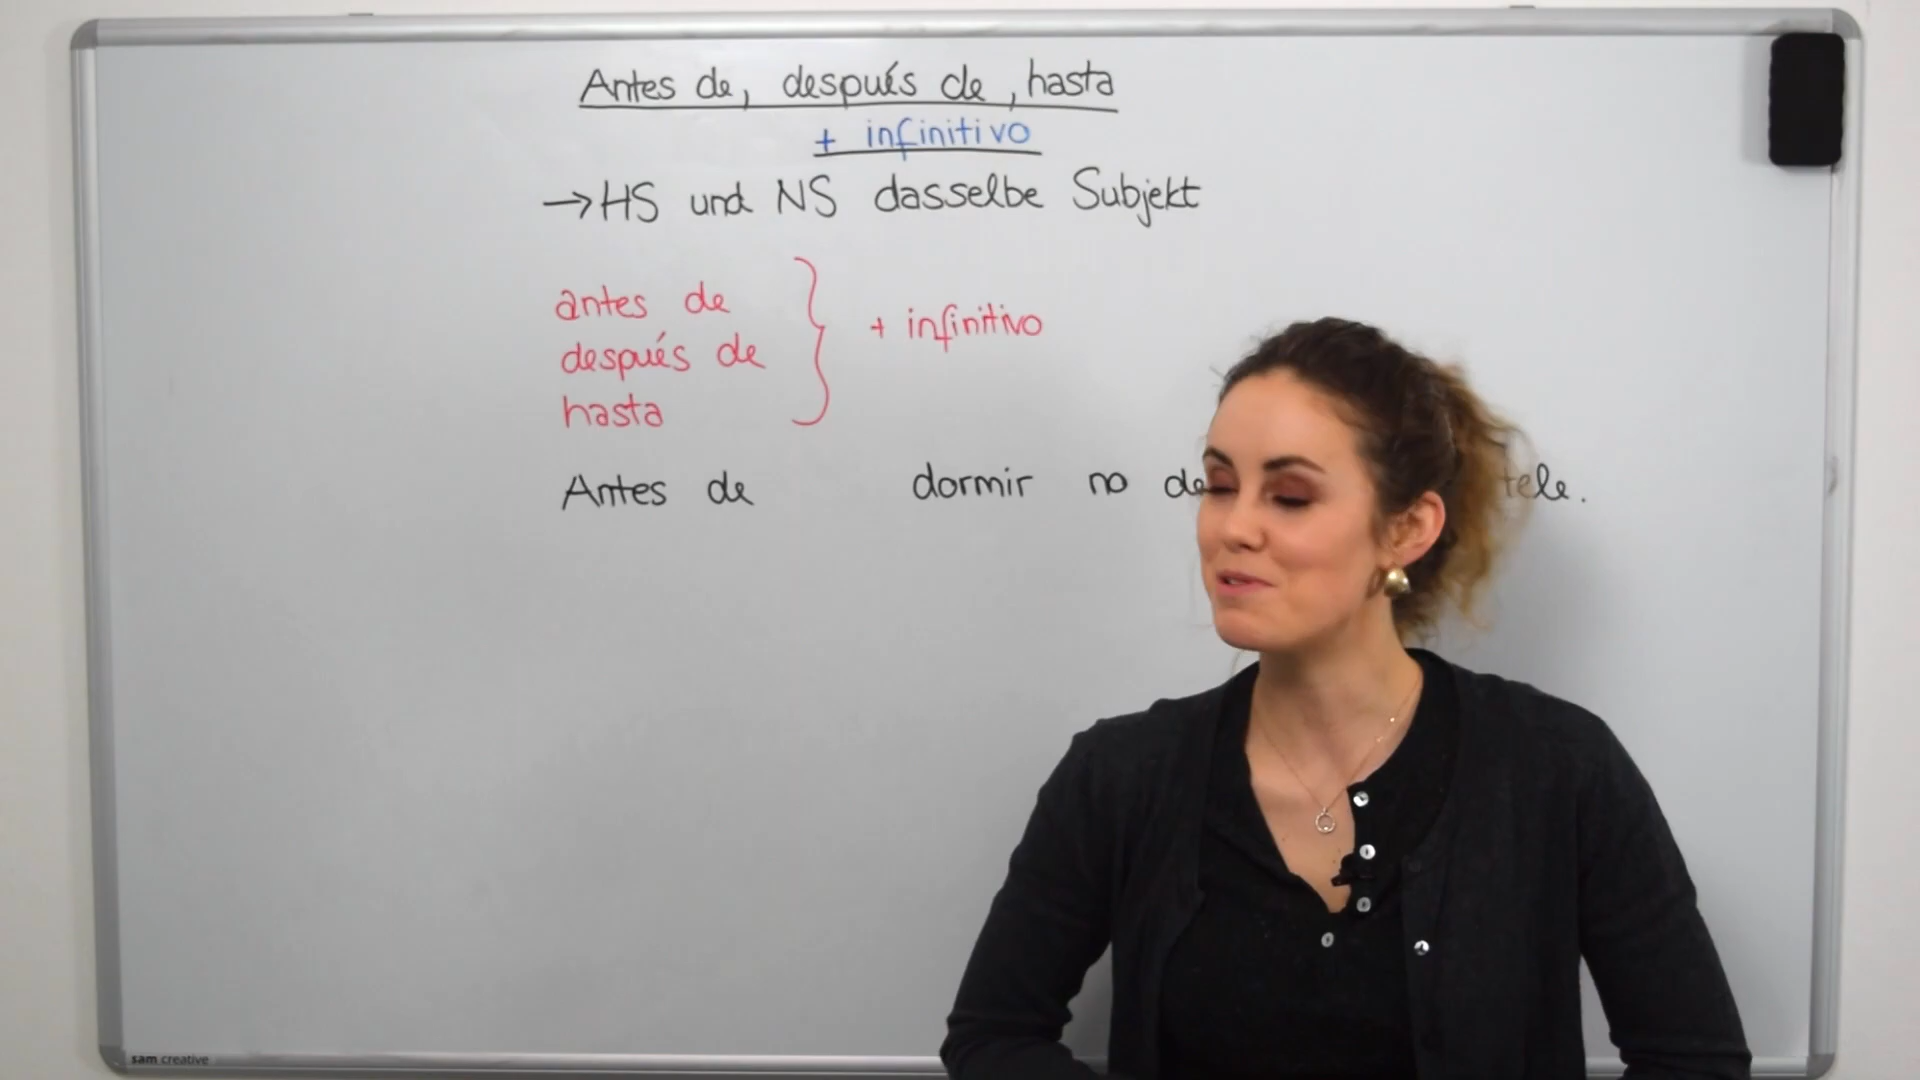 Antes de, después de, hasta
+ infinitivo
→ HS und NS dasselbe Subjekt
antes de
después de
hasta
+ infinitivo
Antes de dormir no tele.
sam creative